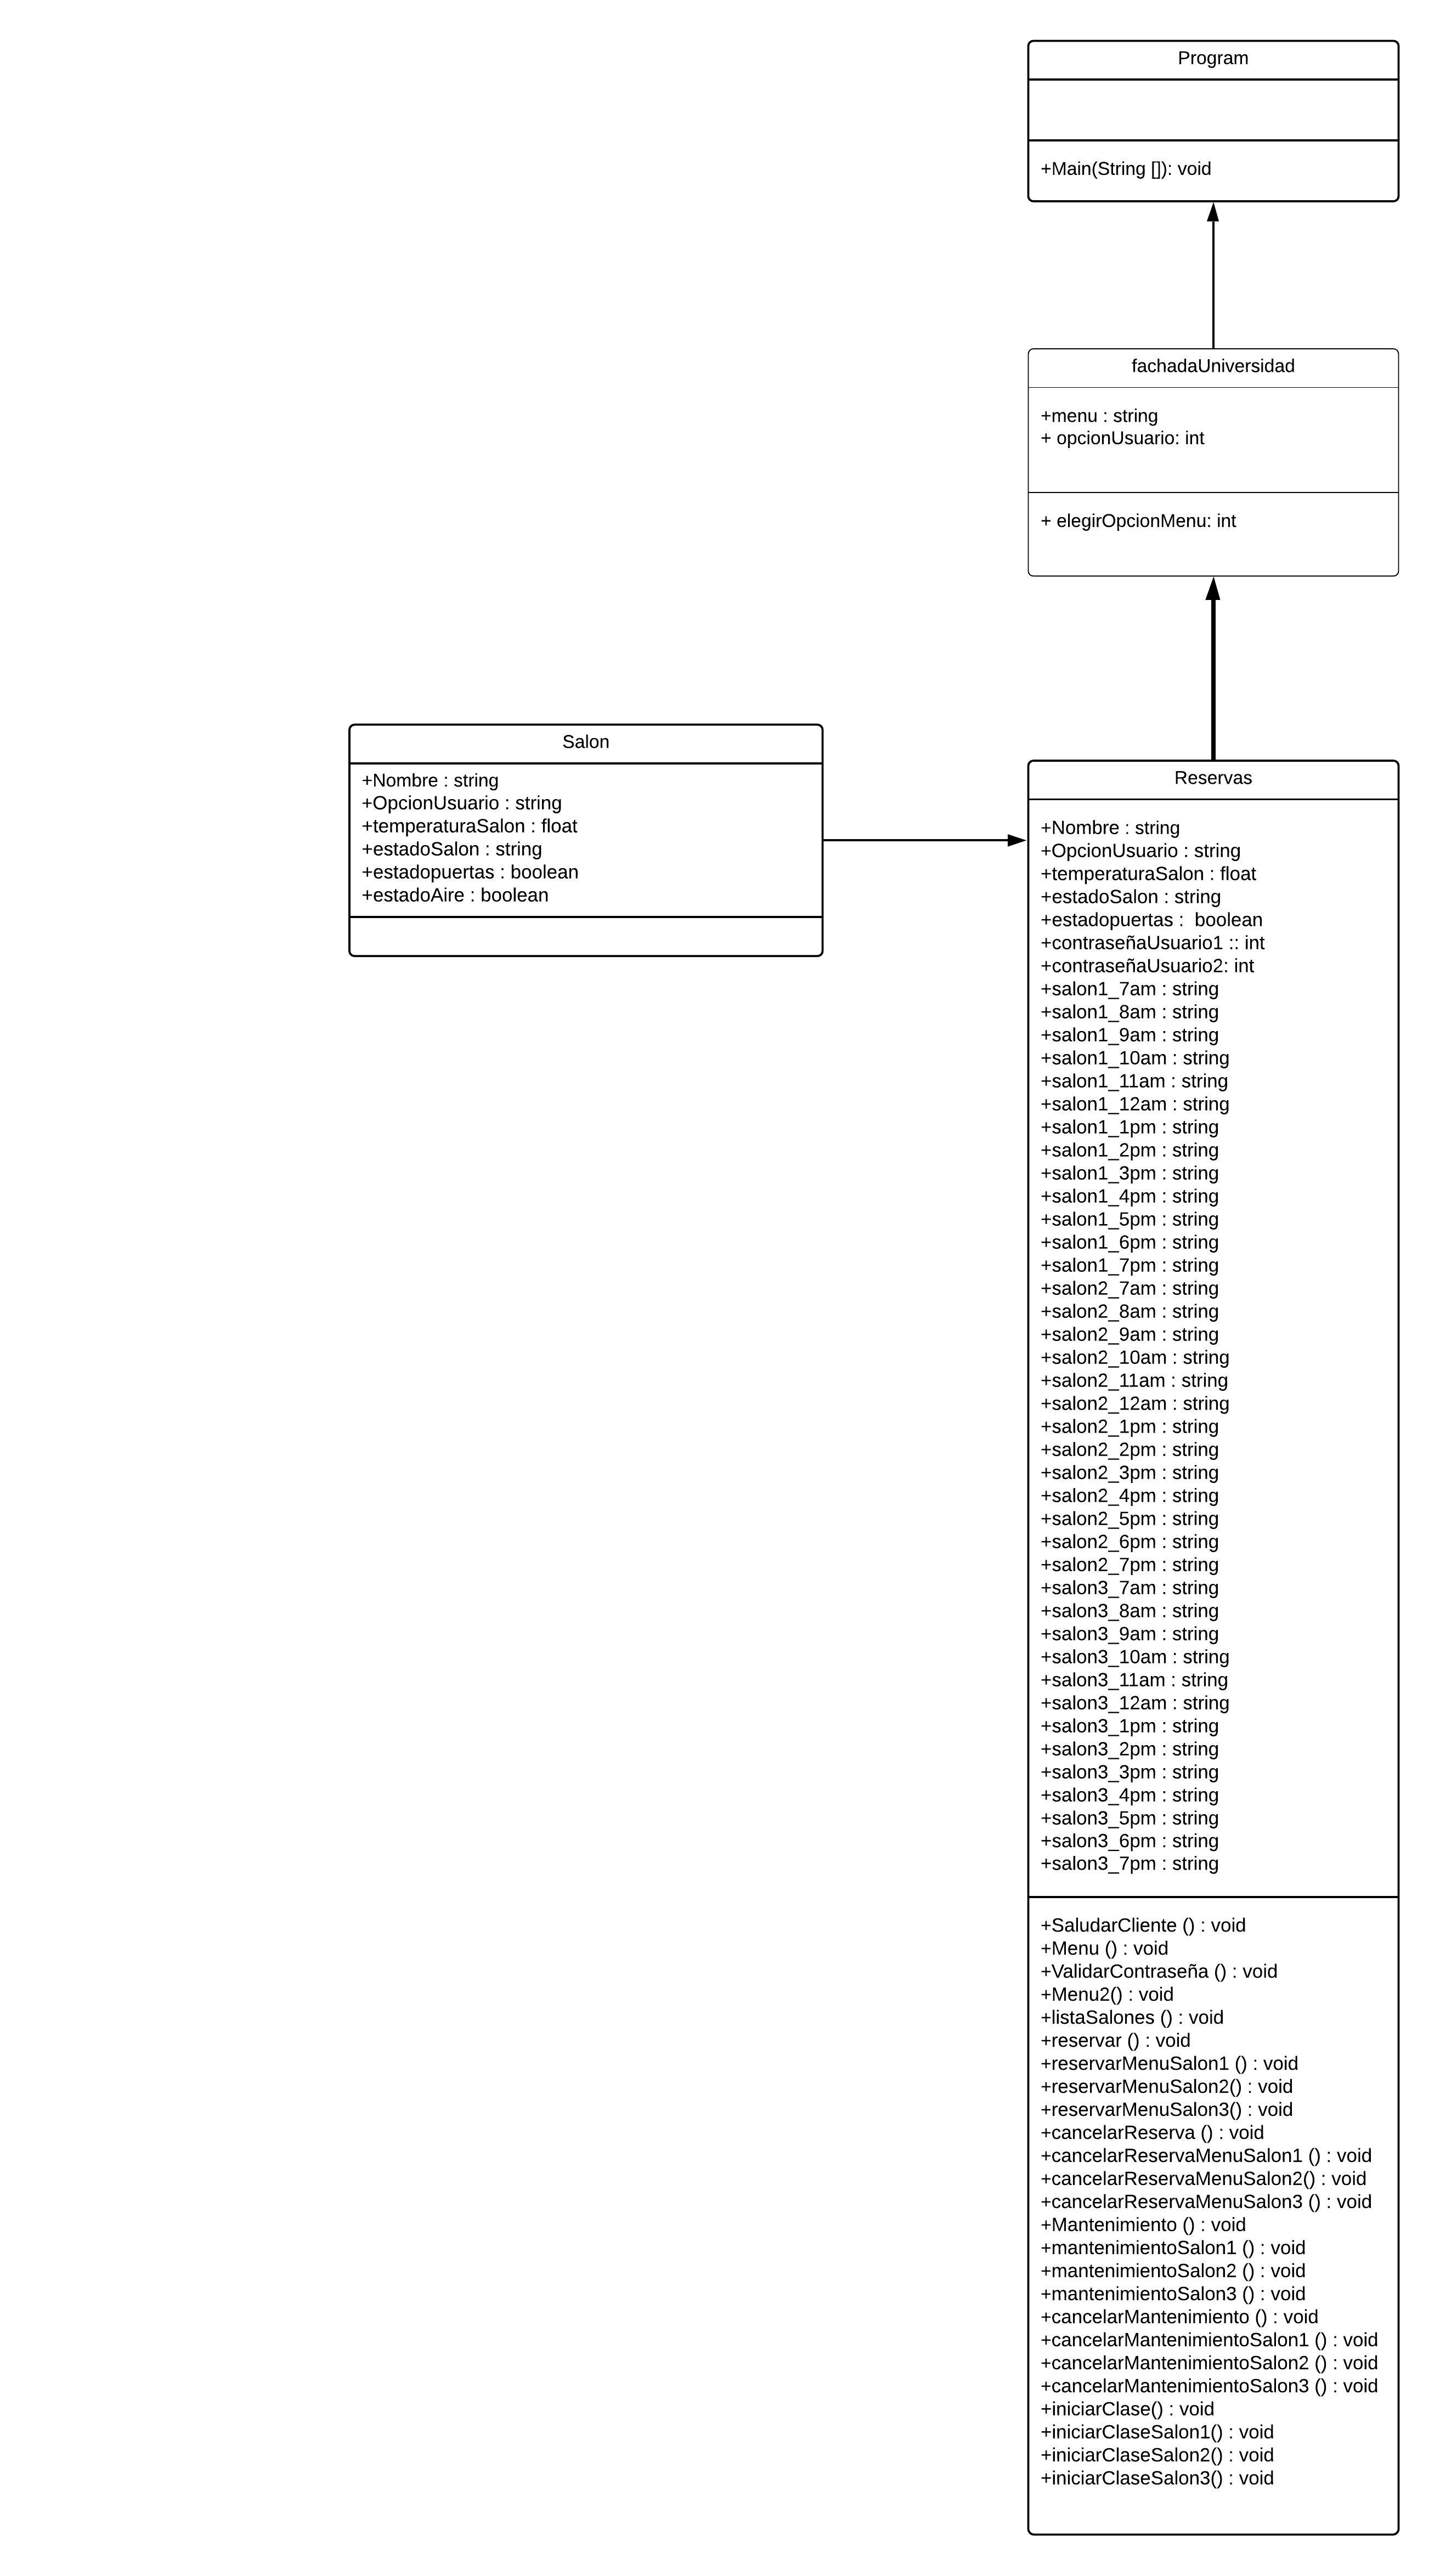 Program
+Main(String []): void
fachadaUniversidad
+menu : string
+ opcionUsuario: int
+ elegirOpcionMenu: int
Salon
+Nombre : string
+OpcionUsuario : string
+temperaturaSalon : float
+estadoSalon : string
+estadopuertas : boolean
+estadoAire : boolean
Reservas
+Nombre : string
+OpcionUsuario : string
+temperaturaSalon : float
+estadoSalon : string
+estadopuertas :  boolean
+contraseñaUsuario1 :: int
+contraseñaUsuario2: int
+salon1_7am : string
+salon1_8am : string
+salon1_9am : string
+salon1_10am : string
+salon1_11am : string
+salon1_12am : string
+salon1_1pm : string
+salon1_2pm : string
+salon1_3pm : string
+salon1_4pm : string
+salon1_5pm : string
+salon1_6pm : string
+salon1_7pm : string
+salon2_7am : string
+salon2_8am : string
+salon2_9am : string
+salon2_10am : string
+salon2_11am : string
+salon2_12am : string
+salon2_1pm : string
+salon2_2pm : string
+salon2_3pm : string
+salon2_4pm : string
+salon2_5pm : string
+salon2_6pm : string
+salon2_7pm : string
+salon3_7am : string
+salon3_8am : string
+salon3_9am : string
+salon3_10am : string
+salon3_11am : string
+salon3_12am : string
+salon3_1pm : string
+salon3_2pm : string
+salon3_3pm : string
+salon3_4pm : string
+salon3_5pm : string
+salon3_6pm : string
+salon3_7pm : string
+SaludarCliente () : void
+Menu () : void
+ValidarContraseña () : void
+Menu2() : void
+listaSalones () : void
+reservar () : void
+reservarMenuSalon1 () : void
+reservarMenuSalon2() : void
+reservarMenuSalon3() : void
+cancelarReserva () : void
+cancelarReservaMenuSalon1 () : void
+cancelarReservaMenuSalon2() : void
+cancelarReservaMenuSalon3 () : void
+Mantenimiento () : void
+mantenimientoSalon1 () : void
+mantenimientoSalon2 () : void
+mantenimientoSalon3 () : void
+cancelarMantenimiento () : void
+cancelarMantenimientoSalon1 () : void
+cancelarMantenimientoSalon2 () : void
+cancelarMantenimientoSalon3 () : void
+iniciarClase() : void
+iniciarClaseSalon1() : void
+iniciarClaseSalon2() : void
+iniciarClaseSalon3() : void